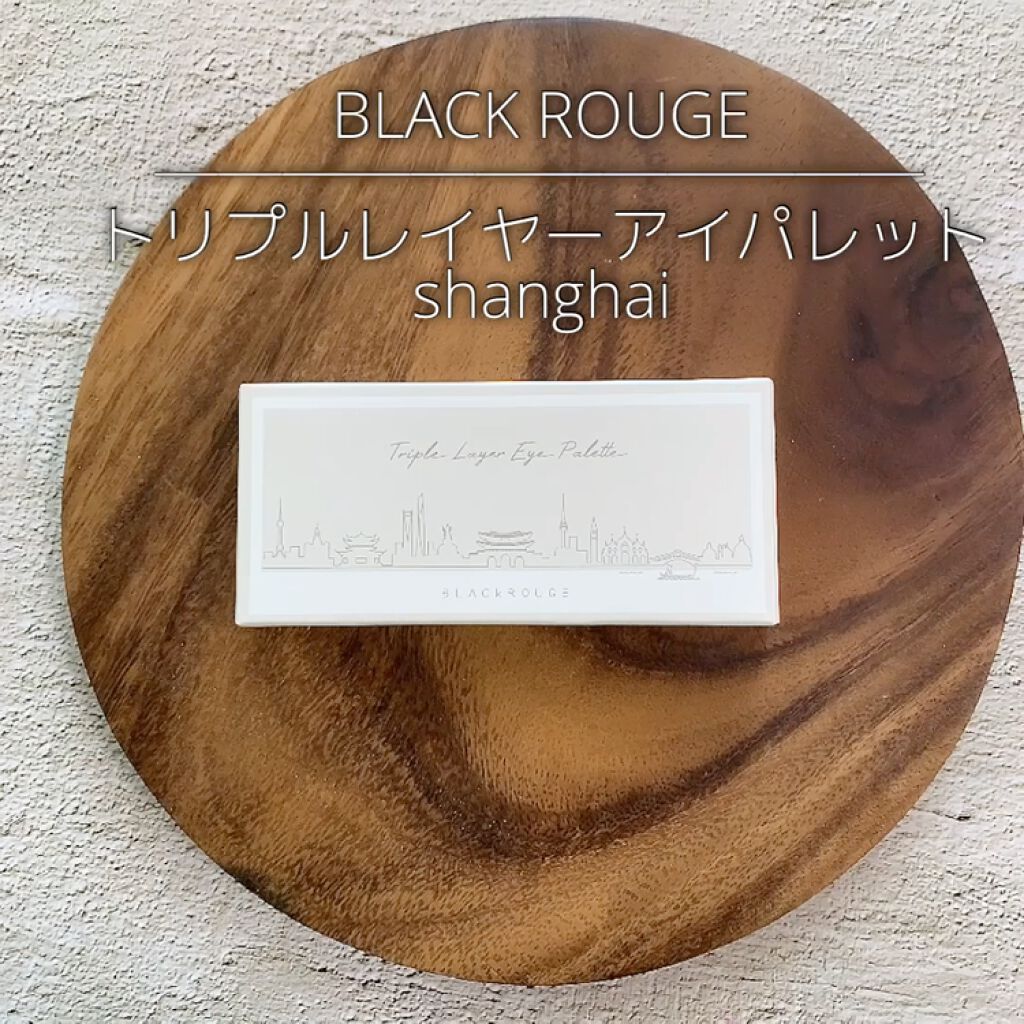 BLACK ROUGE
トリプルレイヤーアイパレット
shanghai
Triple Layer Eye Palette
BLACKROUGE